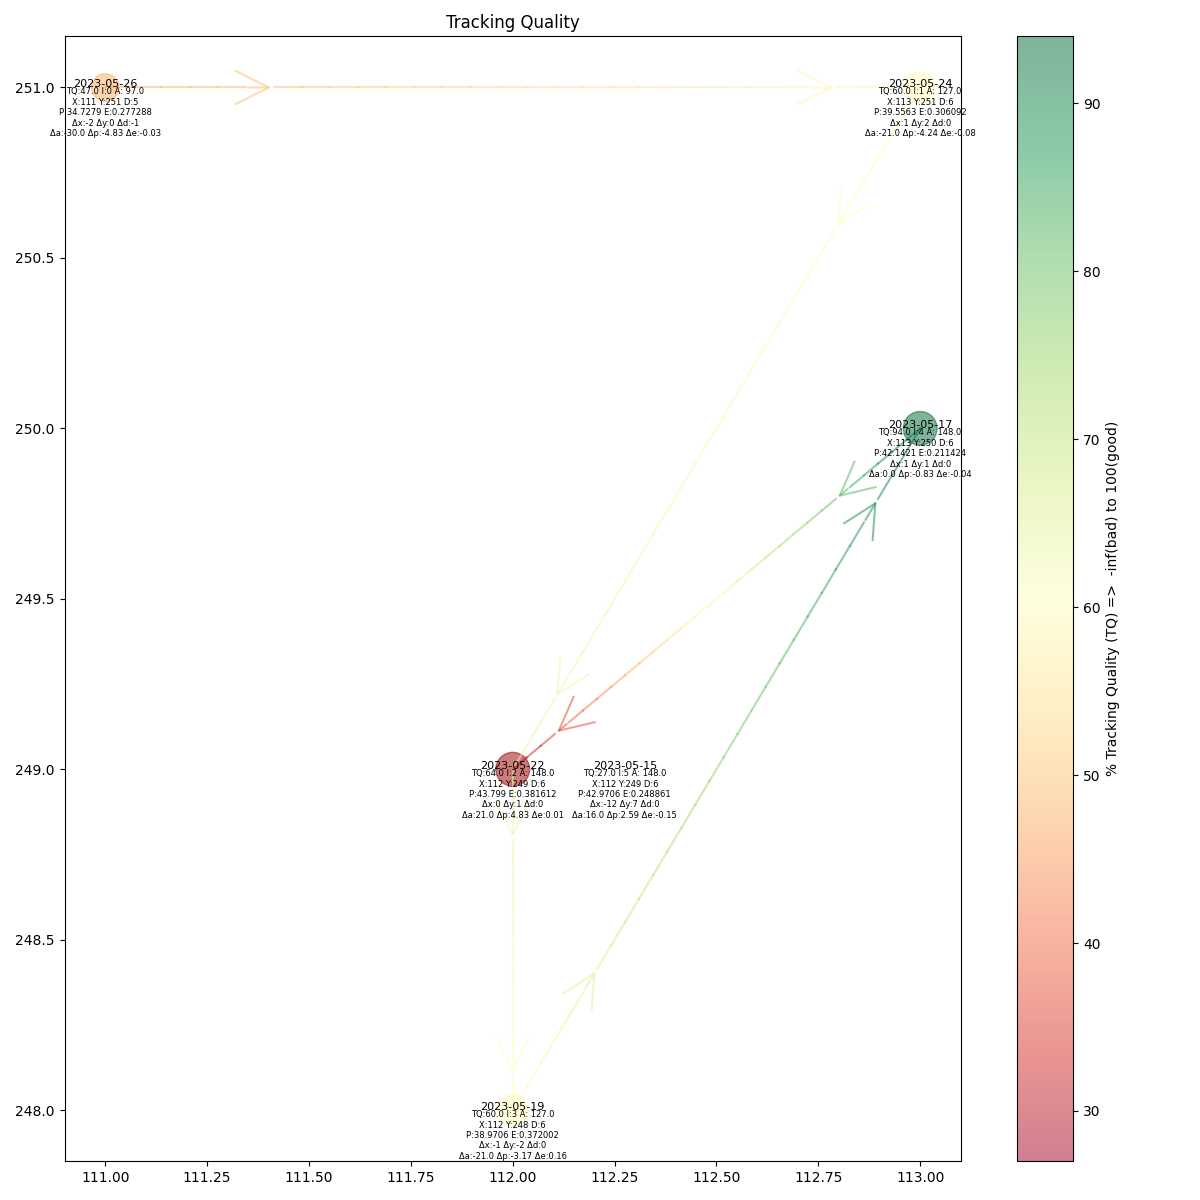 Tracking Quality
251.0
250.5
250.0
249.5
249.0
248.5
248.0
2023-05-26
TQ:47.0 I:0 A: 97.0
X:111 Y:251 D:5
P:34.7279 E:0.277288
Δx:-2 Δy:0 Δd:-1
Δa:-30.0 Δp:-4.83 Δe:-0.03
2023-05-24
TQ:60.0 I:1 A: 127.0
X:113 Y:251 D:6
P:39.5563 E:0.306092
Δx:1 Δy:2 Δd:0
Δa:-21.0 Δp:-4.24 Δe:-0.08
2023-05-17
TQ:94.0 I:4 A: 148.0
X:113 Y:250 D:6
P:42.1421 E:0.211424
Δx:1 Δy:1 Δd:0
Δa:0.0 Δp:-0.83 Δe:-0.04
2023-05-22
TQ:64.0 I:2 A: 148.0
X:112 Y:249 D:6
P:43.799 E:0.381612
Δx:0 Δy:1 Δd:0
Δa:21.0 Δp:4.83 Δe:0.01
2023-05-15
TQ:27.0 I:5 A: 148.0
X:112 Y:249 D:6
P:42.9706 E:0.248861
Δx:-12 Δy:7 Δd:0
Δa:16.0 Δp:2.59 Δe:-0.15
2023-05-19
TQ:60.0 I:3 A: 127.0
X:112 Y:248 D:6
P:38.9706 E:0.372002
Δx:-1 Δy:-2 Δd:0
Δa:-21.0 Δp:-3.17 Δe:0.16
111.00 111.25 111.50 111.75 112.00 112.25 112.50 112.75 113.00
90
80
70
60
50
40
30
% Tracking Quality (TQ) => -inf(bad) to 100(good)